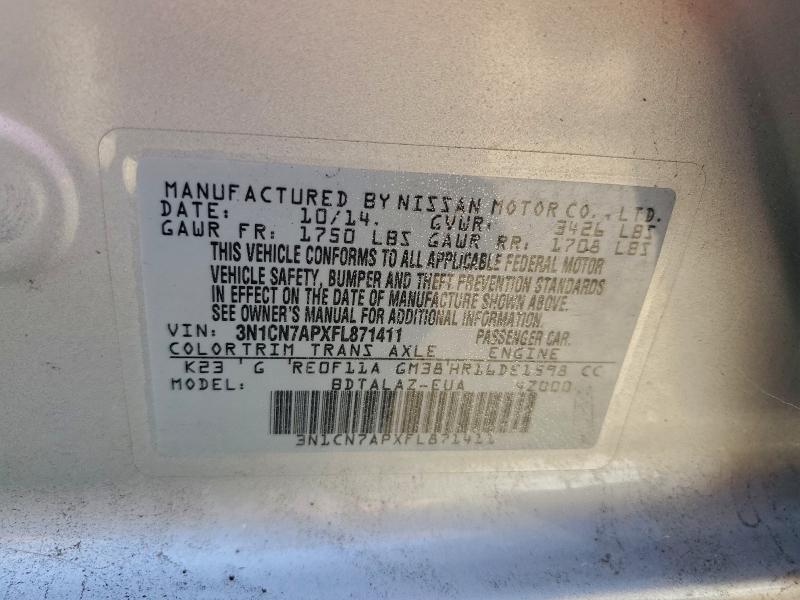 MANUFACTURED BY NISSAN MOTOR CO., LTD.
DATE: 10/14. GVWR: 3426 LBS
GAWR FR: 1750 LBS GAWR RR: 1708 LBS
THIS VEHICLE CONFORMS TO ALL APPLICABLE FEDERAL MOTOR
VEHICLE SAFETY, BUMPER AND THEFT PREVENTION STANDARDS
IN EFFECT ON THE DATE OF MANUFACTURE SHOWN ABOVE.
SEE OWNER'S MANUAL FOR ADDITIONAL INFORMATION.
VIN: 3N1CN7APXFL871411 PASSENGER CAR.
COLOR TRIM TRANS AXLE ENGINE
K23 G RE0F11A GM38 HR16DE1598 CC
MODEL: BDTALAZ-EUA 4Z000
3N1CN7APXFL871411